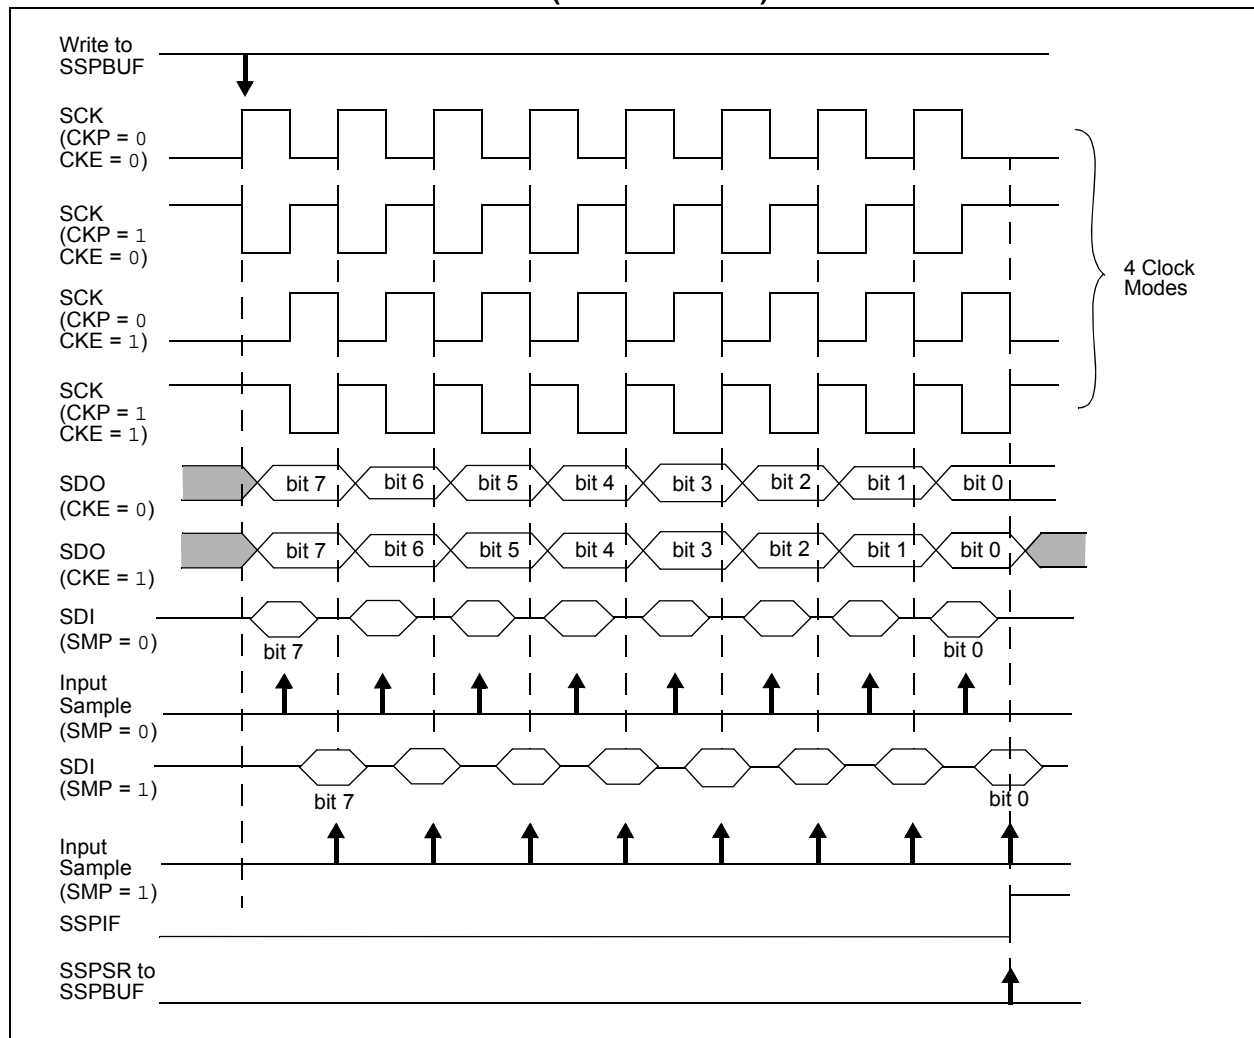 Write to
SSPBUF
SCK
(CKP = 0
CKE = 0)
SCK
(CKP = 1
CKE = 0)
4 Clock
Modes
SCK
(CKP = 0
CKE = 1)
SCK
(CKP = 1
CKE = 1)
SDO
(CKE = 0)
bit 7 bit 6 bit 5 bit 4 bit 3 bit 2 bit 1 bit 0
SDO
(CKE = 1)
bit 7 bit 6 bit 5 bit 4 bit 3 bit 2 bit 1 bit 0
SDI
(SMP = 0)
bit 7 bit 0
Input
Sample
(SMP = 0)
SDI
(SMP = 1)
bit 7 bit 0
Input
Sample
(SMP = 1)
SSPIF
SSPSR to
SSPBUF